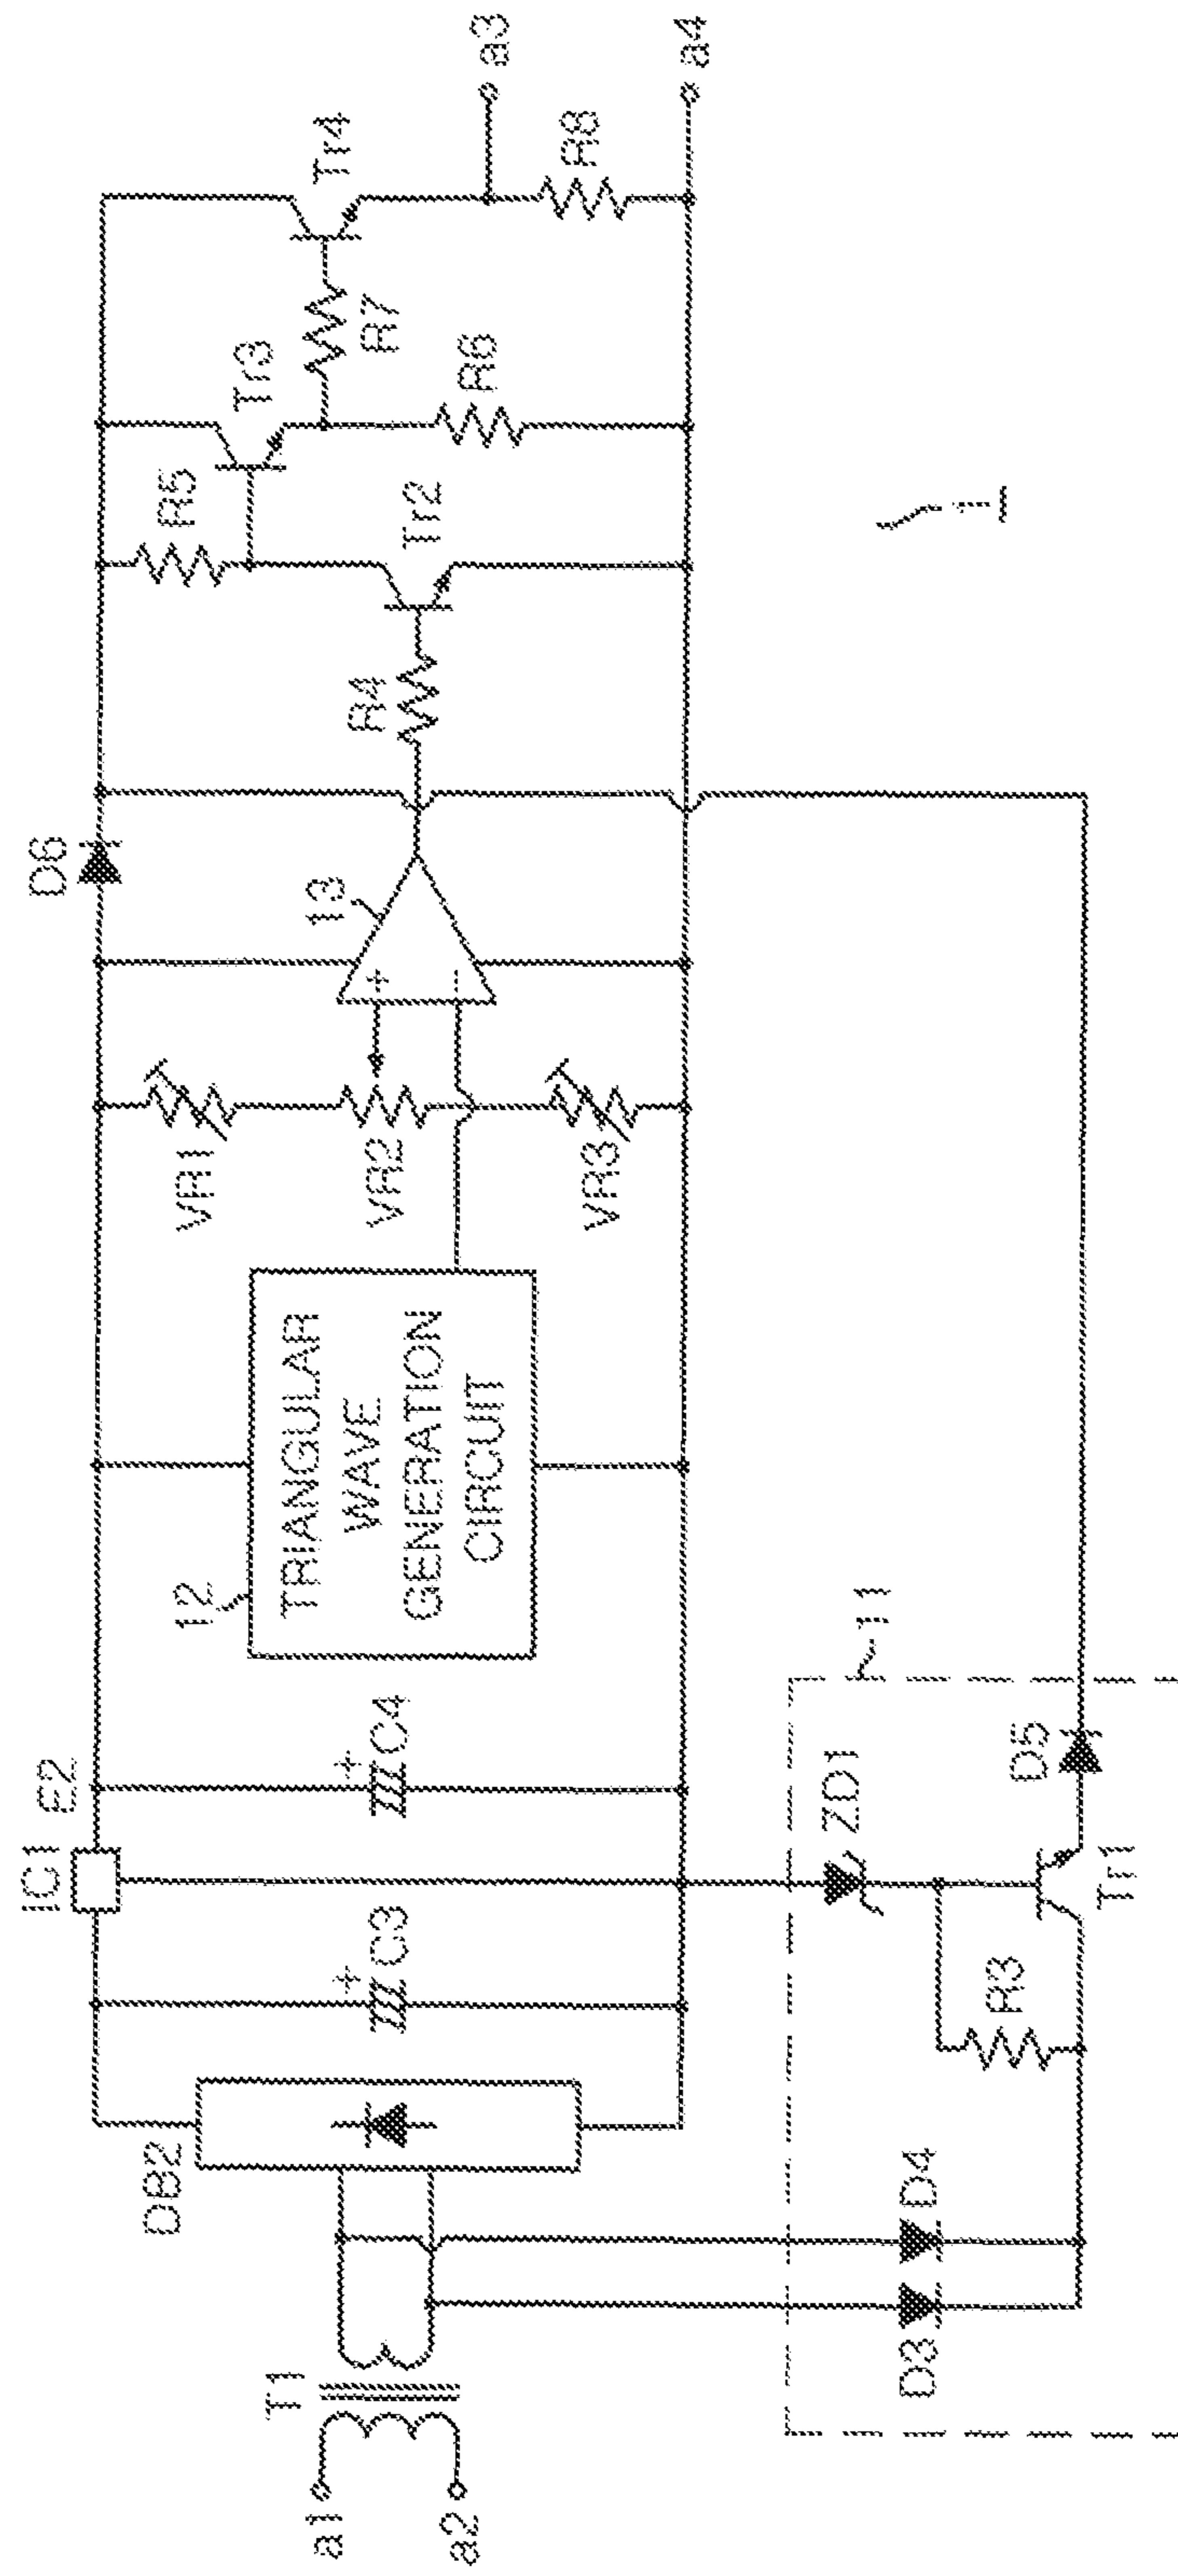 a1
a2
T1
DB2
C3
+
IC1
E2
C4
+
12
TRIANGULAR
WAVE
GENERATION
CIRCUIT
VR1
VR2
VR3
13
+
−
D6
R4
R5
Tr2
Tr3
R6
R7
Tr4
R8
a3
a4
1
11
D3
D4
R3
ZD1
Tr1
D5